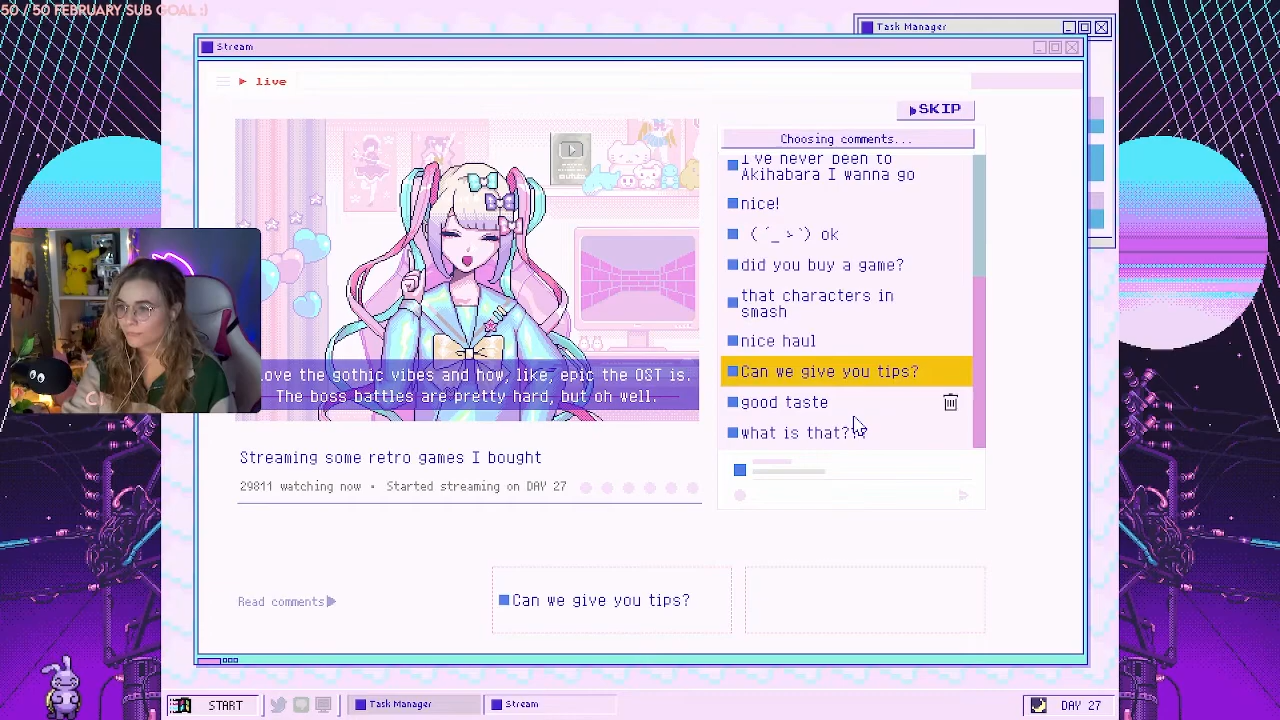 50 / 50 FEBRUARY SUB GOAL :)
Task Manager
Stream
live
SKIP
Choosing comments...
I've never been to
Akihabara I wanna go
nice!
(´_ゝ`) ok
did you buy a game?
that characters in
smash
nice haul
Can we give you tips?
good taste
what is that??
love the gothic vibes and how, like, epic the OST is.
The boss battles are pretty hard, but oh well.
Streaming some retro games I bought
29811 watching now • Started streaming on DAY 27
Read comments
Can we give you tips?
START
Task Manager
Stream
DAY 27